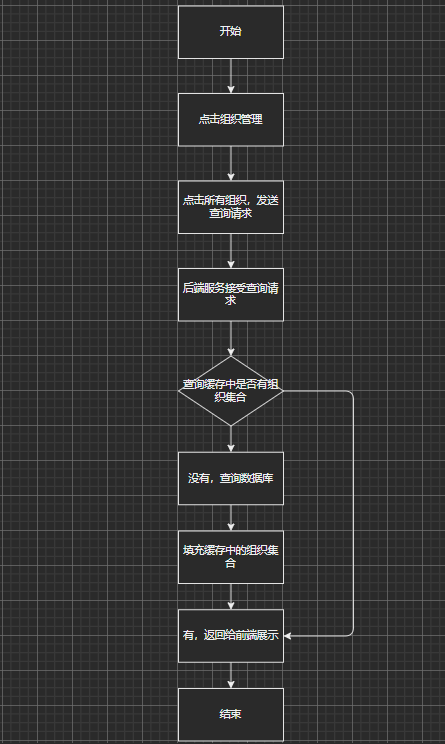 开始
点击组织管理
点击所有组织，发送
查询请求
后端服务接受查询请
求
查询缓存中是否有组
织集合
没有，查询数据库
填充缓存中的组织集
合
有，返回给前端展示
结束